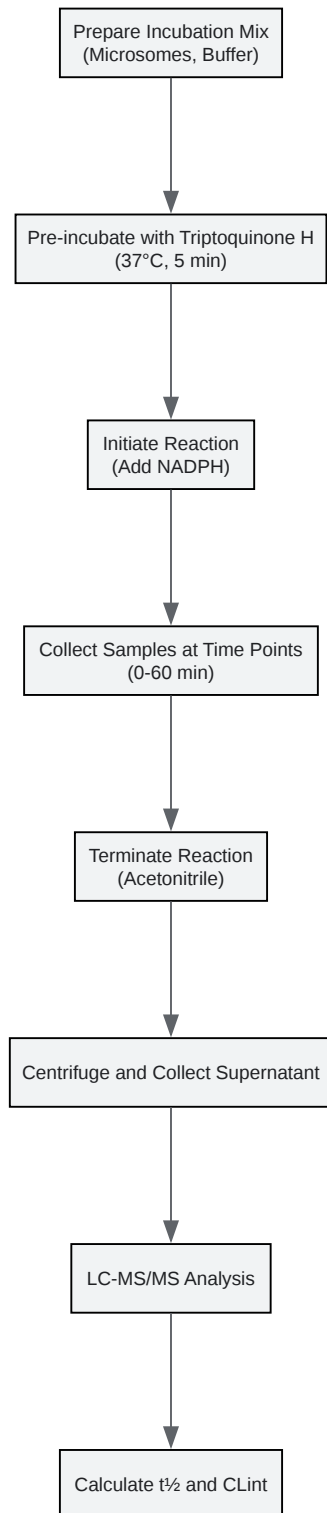 Prepare Incubation Mix
(Microsomes, Buffer)
Pre-incubate with Triptoquinone H
(37°C, 5 min)
Initiate Reaction
(Add NADPH)
Collect Samples at Time Points
(0-60 min)
Terminate Reaction
(Acetonitrile)
Centrifuge and Collect Supernatant
LC-MS/MS Analysis
Calculate t½ and CLint